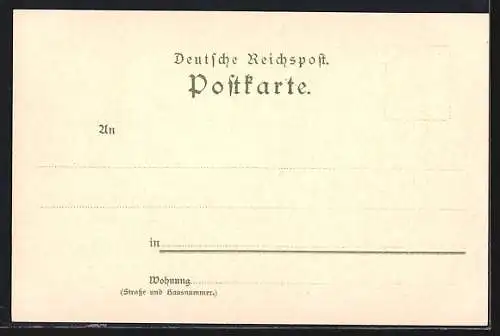 Deutſche Reichspoſt.
Poſtkarte.
An
in
Wohnung
(Straße und Hausnummer.)